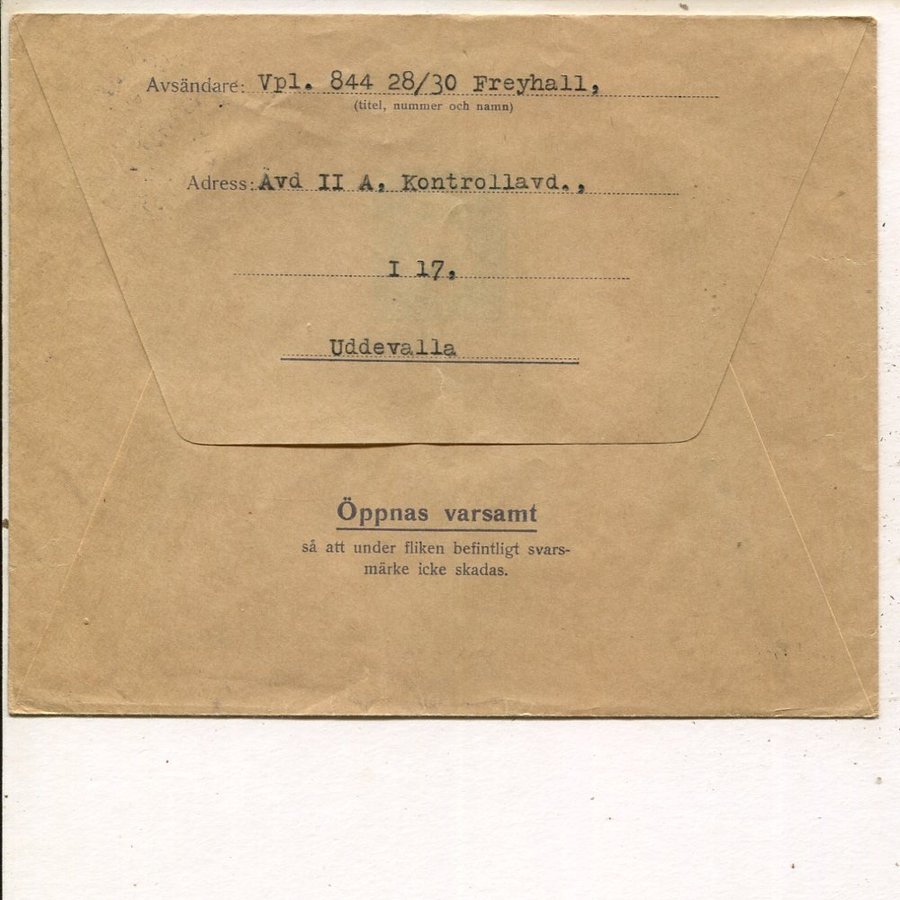 Avsändare: Vpl. 844 28/30 Freyhall,
(titel, nummer och namn)
Adress: Avd II A, Kontrollavd.,
I 17,
Uddevalla
Öppnas varsamt
så att under fliken befintligt svars-
märke icke skadas.